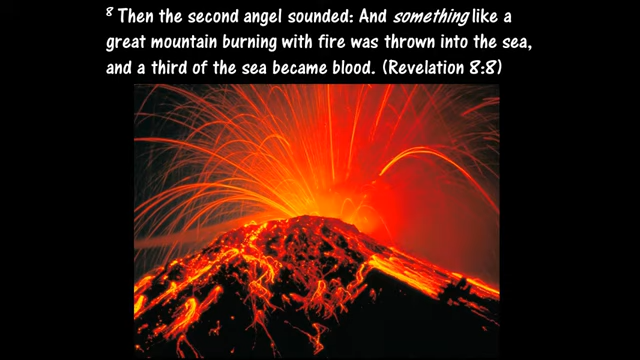 8 Then the second angel sounded: And something like a
great mountain burning with fire was thrown into the sea,
and a third of the sea became blood. (Revelation 8:8)